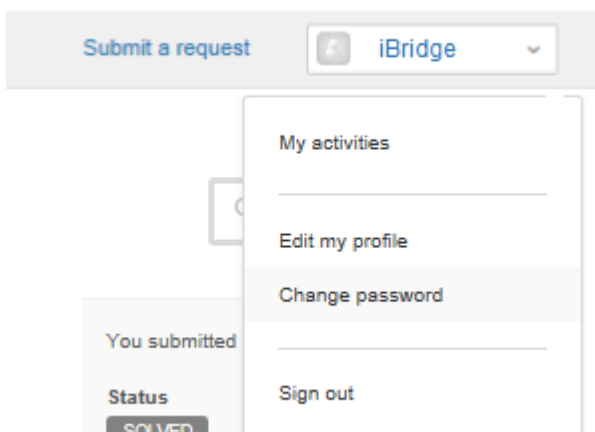 Submit a request
iBridge
My activities
Edit my profile
Change password
You submitted
Status
Sign out
SOLVED